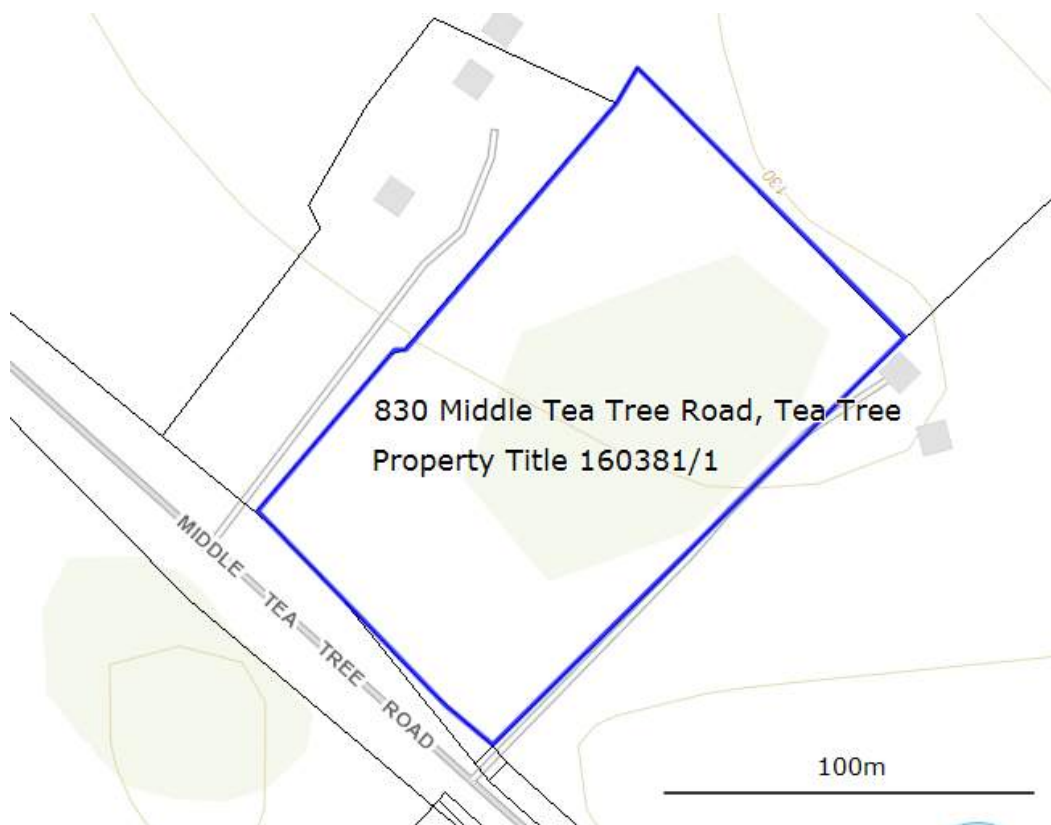 130
830 Middle Tea Tree Road, Tea Tree
Property Title 160381/1
MIDDLE TEA TREE ROAD
100m